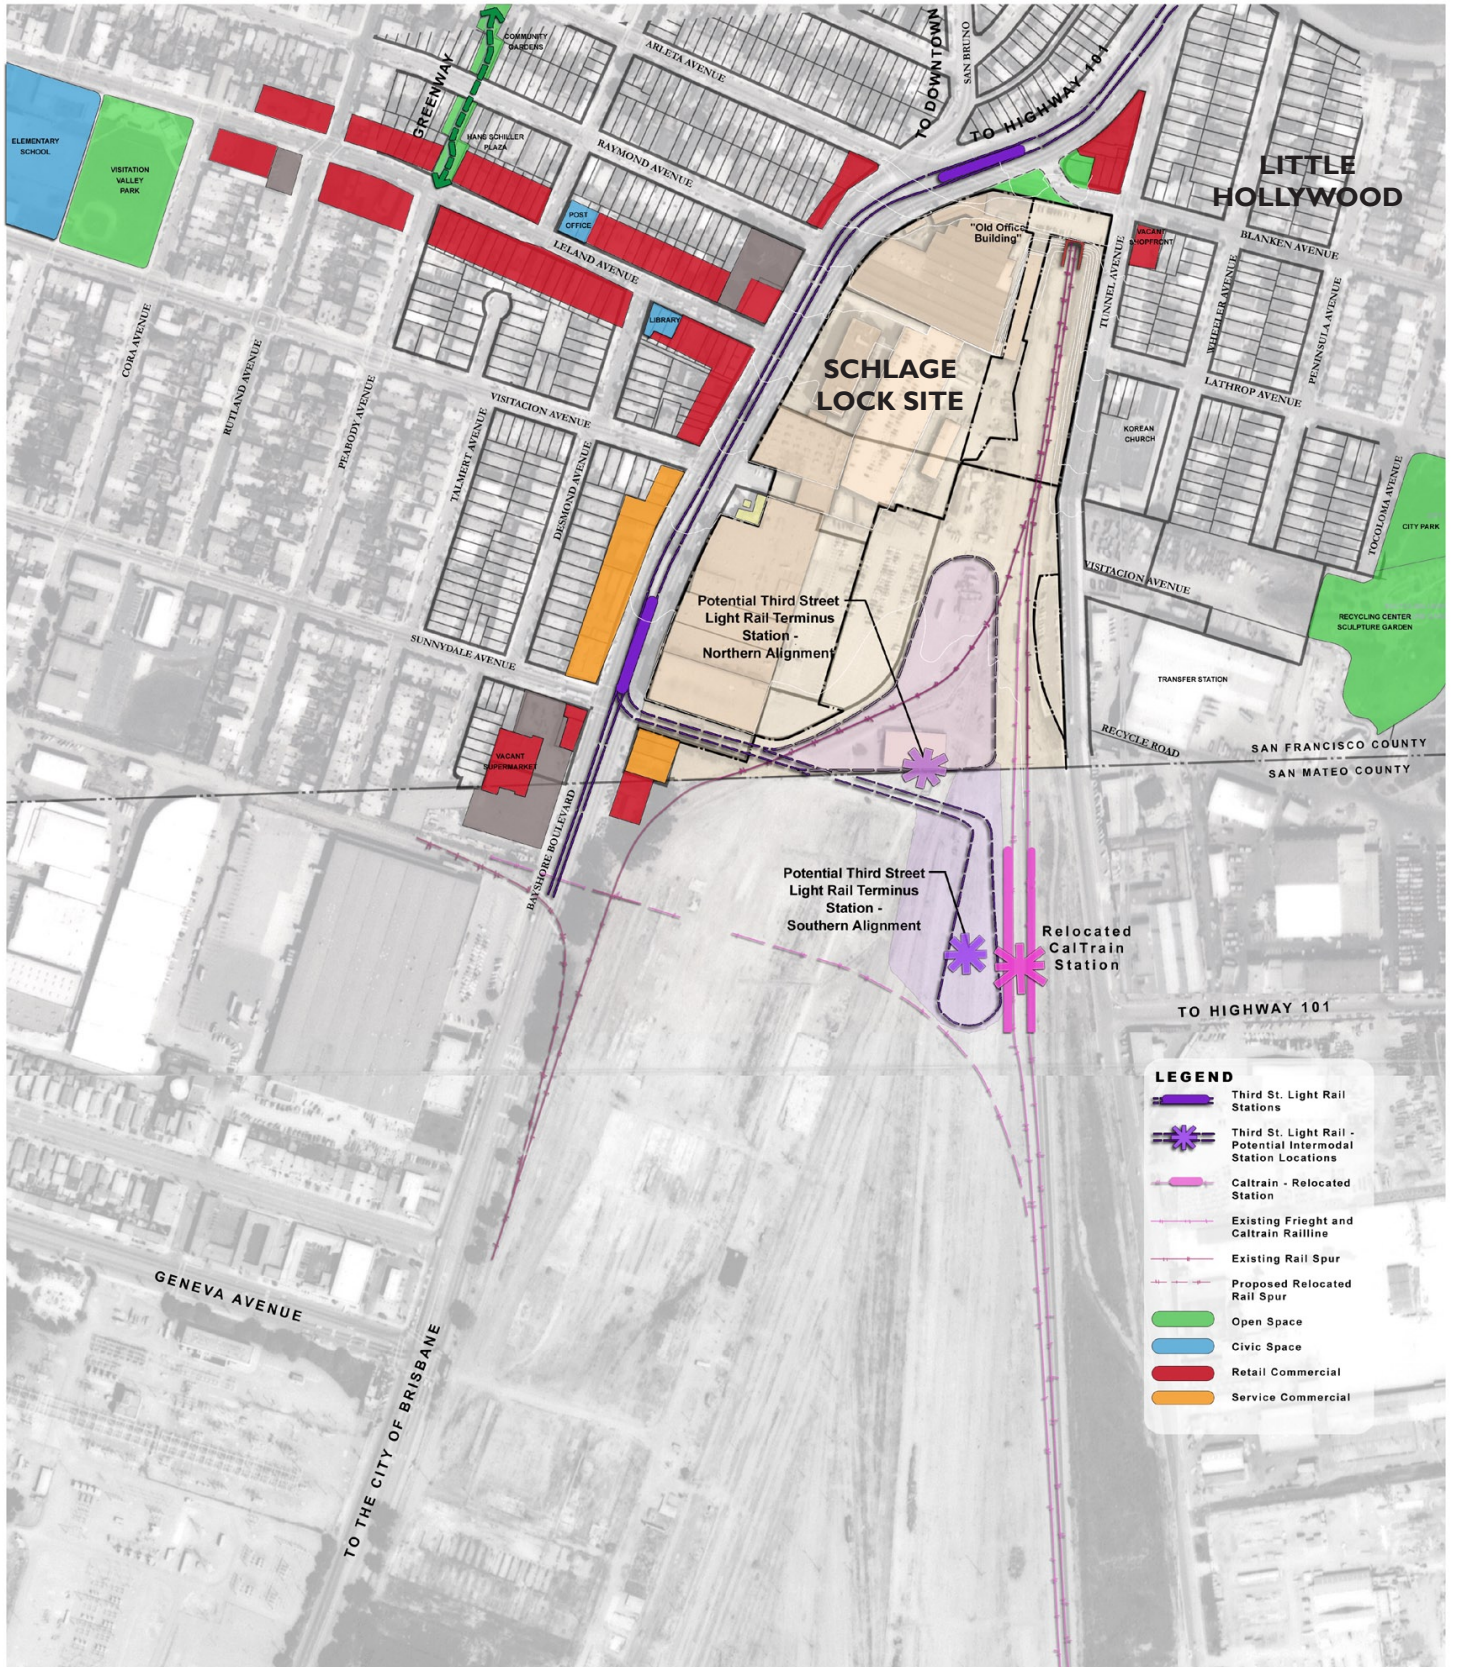 COMMUNITY
GARDENS
ARLETA AVENUE
TO DOWNTOWN
SAN BRUNO
TO HIGHWAY 101
GREENWAY
HANS SCHILLER
PLAZA
ELEMENTARY
SCHOOL
VISITATION
VALLEY
PARK
RAYMOND AVENUE
LITTLE
HOLLYWOOD
POST
OFFICE
LELAND AVENUE
"Old Office
Building"
VACANT
SHOPFRONT
BLANKEN AVENUE
TUNNEL AVENUE
WHEELER AVENUE
PENINSULA AVENUE
LIBRARY
CORA AVENUE
RUTLAND AVENUE
PEABODY AVENUE
SCHLAGE
LOCK SITE
LATHROP AVENUE
VISITACION AVENUE
TALMERT AVENUE
DESMOND AVENUE
KOREAN
CHURCH
TOCOLOMA AVENUE
CITY PARK
VISITACION AVENUE
Potential Third Street
Light Rail Terminus
Station -
Northern Alignment
RECYCLING CENTER
SCULPTURE GARDEN
SUNNYDALE AVENUE
TRANSFER STATION
RECYCLE ROAD
SAN FRANCISCO COUNTY
SAN MATEO COUNTY
VACANT
SUPERMARKET
BAYSHORE BOULEVARD
Potential Third Street
Light Rail Terminus
Station -
Southern Alignment
Relocated
CalTrain
Station
TO HIGHWAY 101
LEGEND
Third St. Light Rail
Stations
Third St. Light Rail -
Potential Intermodal
Station Locations
Caltrain - Relocated
Station
Existing Frieght and
Caltrain Railline
Existing Rail Spur
Proposed Relocated
Rail Spur
Open Space
Civic Space
Retail Commercial
Service Commercial
GENEVA AVENUE
TO THE CITY OF BRISBANE